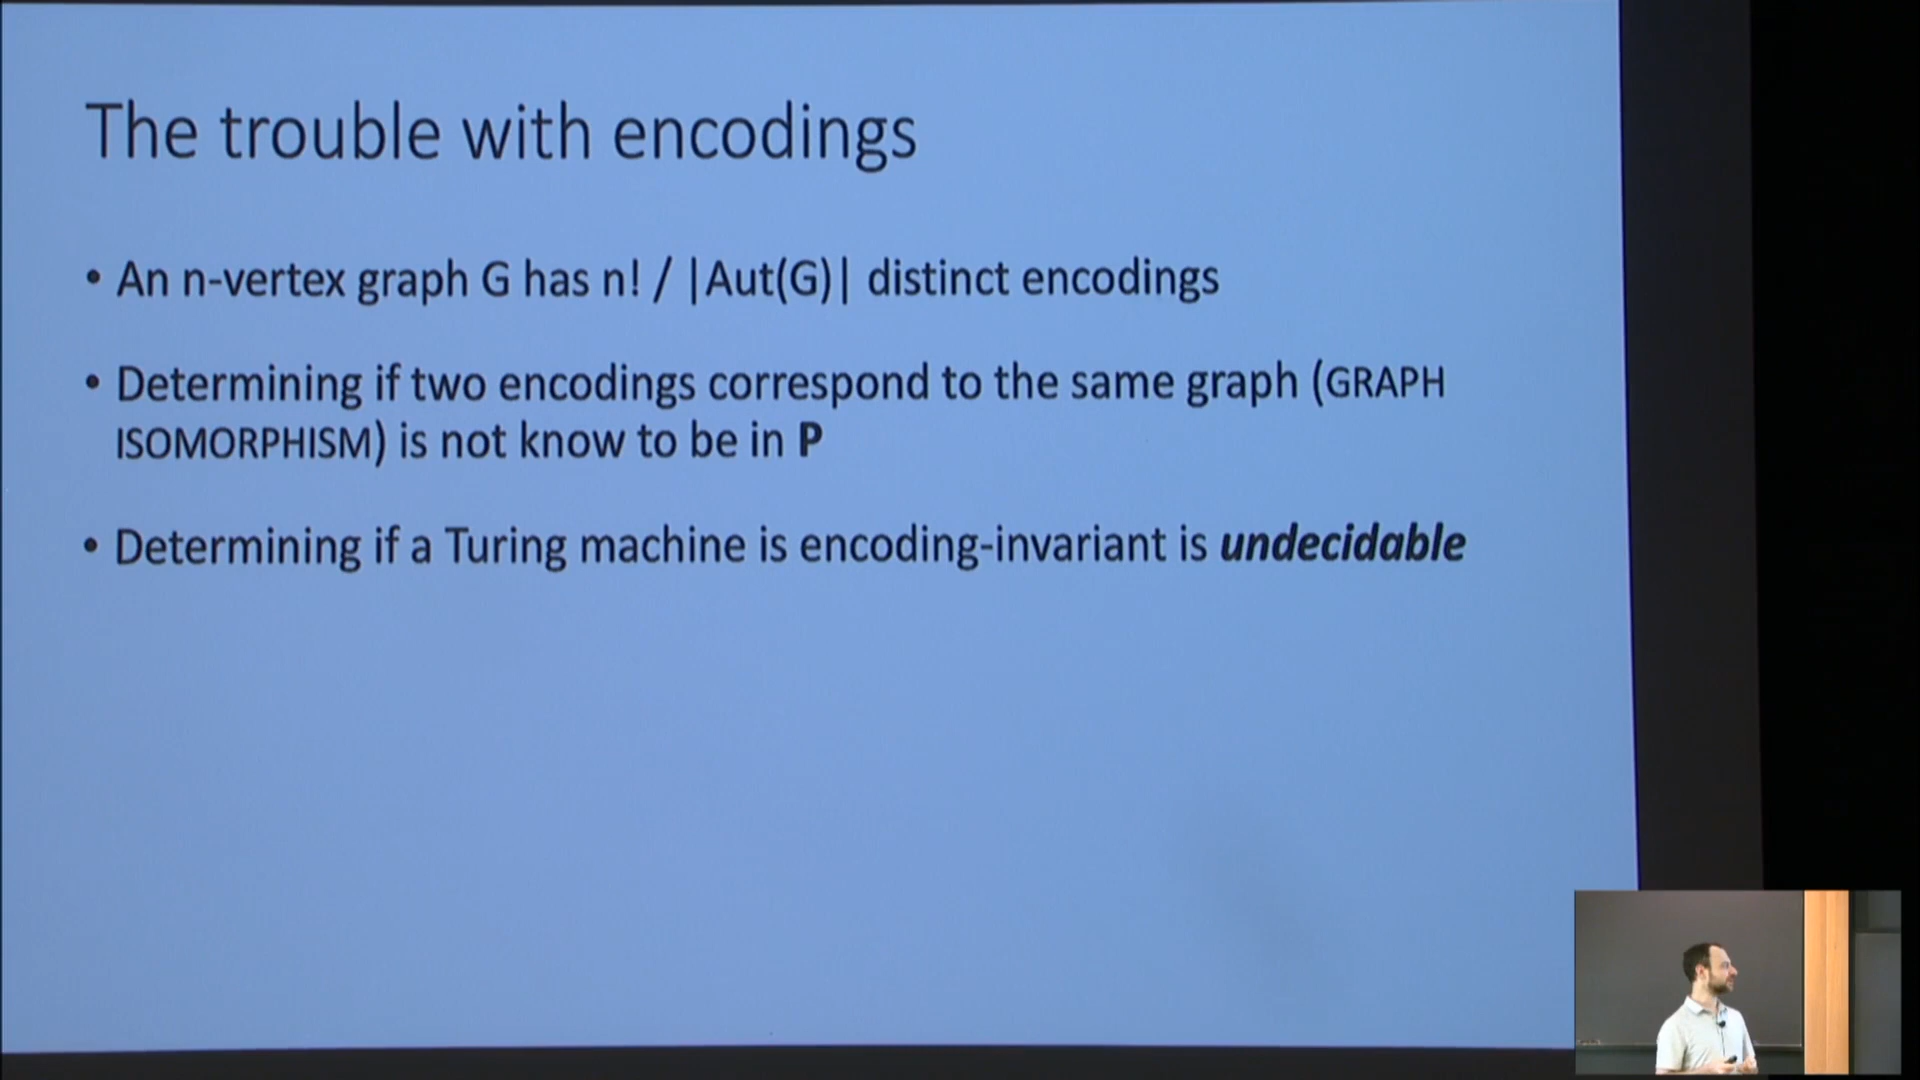 The trouble with encodings
• An n-vertex graph G has n! / |Aut(G)| distinct encodings
• Determining if two encodings correspond to the same graph (GRAPH
ISOMORPHISM) is not know to be in P
• Determining if a Turing machine is encoding-invariant is undecidable